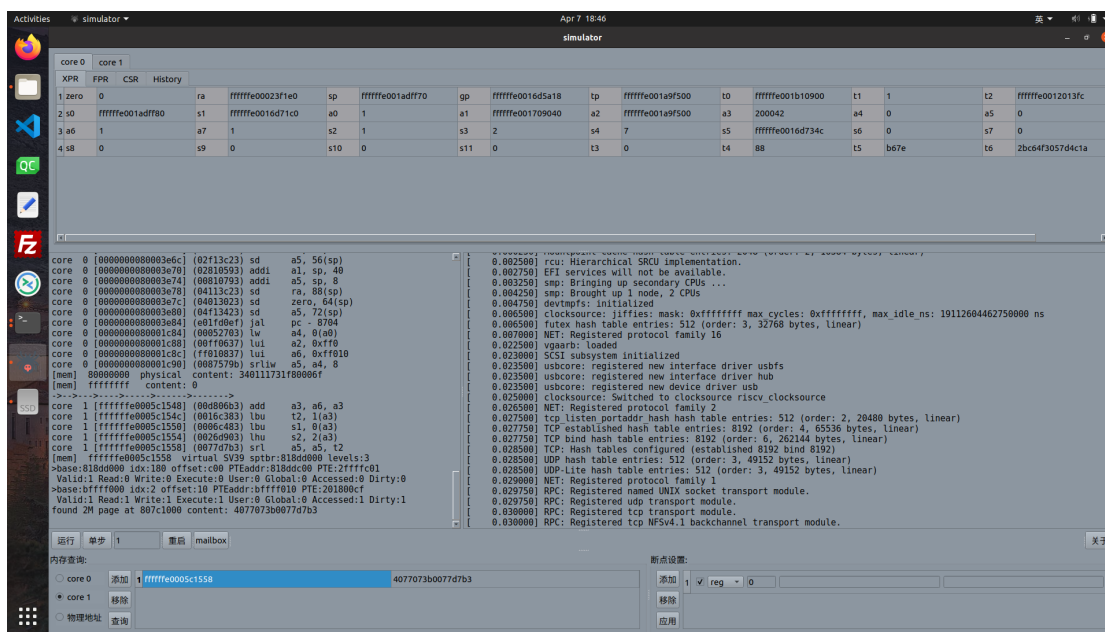 Activities simulator ▾ Apr 7 18:46 英 ▾
simulator
core 0 core 1
XPR FPR CSR History
1 zero 0 ra ffffffe00023f1e0 sp ffffffe001adff70 gp ffffffe0016d5a18 tp ffffffe001a9f500 t0 ffffffe001b10900 t1 1 t2 ffffffe0012013fc
2 s0 ffffffe001adff80 s1 ffffffe0016d71c0 a0 1 a1 ffffffe001709040 a2 ffffffe001a9f500 a3 200042 a4 0 a5 0
3 a6 1 a7 1 s2 1 s3 2 s4 7 s5 ffffffe0016d734c s6 0 s7 0
4 s8 0 s9 0 s10 0 s11 0 t3 0 t4 88 t5 b67e t6 2bc64f3057d4c1a
core 0 [0000000080003e6c] (02f13c23) sd a5, 56(sp)
core 0 [0000000080003e70] (02810593) addi a1, sp, 40
core 0 [0000000080003e74] (00810793) addi a5, sp, 8
core 0 [0000000080003e78] (04113c23) sd ra, 88(sp)
core 0 [0000000080003e7c] (04013023) sd zero, 64(sp)
core 0 [0000000080003e80] (04f13423) sd a5, 72(sp)
core 0 [0000000080003e84] (e01fd0ef) jal pc - 8704
core 0 [0000000080001c84] (00052703) lw a4, 0(a0)
core 0 [0000000080001c88] (00ff0637) lui a2, 0xff0
core 0 [0000000080001c8c] (ff010837) lui a6, 0xff010
core 0 [0000000080001c90] (0087579b) srliw a5, a4, 8
[mem] 80000000 physical content: 340111731f80006f
[mem] ffffffff content: 0
->-->--->---->----->------>------->
core 1 [ffffffe0005c1548] (00d806b3) add a3, a6, a3
core 1 [ffffffe0005c154c] (0016c383) lbu t2, 1(a3)
core 1 [ffffffe0005c1550] (0006c483) lbu s1, 0(a3)
core 1 [ffffffe0005c1554] (0026d903) lhu s2, 2(a3)
core 1 [ffffffe0005c1558] (0077d7b3) srl a5, a5, t2
[mem] ffffffe0005c1558 virtual SV39 sptbr:818dd000 levels:3
>base:818dd000 idx:180 offset:c00 PTEaddr:818ddc00 PTE:2ffffc01
Valid:1 Read:0 Write:0 Execute:0 User:0 Global:0 Accessed:0 Dirty:0
>base:bffff000 idx:2 offset:10 PTEaddr:bffff010 PTE:201800cf
Valid:1 Read:1 Write:1 Execute:1 User:0 Global:0 Accessed:1 Dirty:1
found 2M page at 807c1000 content: 4077073b0077d7b3
[ 0.002500] rcu: Hierarchical SRCU implementation.
[ 0.002750] EFI services will not be available.
[ 0.003250] smp: Bringing up secondary CPUs ...
[ 0.004250] smp: Brought up 1 node, 2 CPUs
[ 0.004750] devtmpfs: initialized
[ 0.006500] clocksource: jiffies: mask: 0xffffffff max_cycles: 0xffffffff, max_idle_ns: 19112604462750000 ns
[ 0.006500] futex hash table entries: 512 (order: 3, 32768 bytes, linear)
[ 0.007000] NET: Registered protocol family 16
[ 0.022500] vgaarb: loaded
[ 0.023000] SCSI subsystem initialized
[ 0.023500] usbcore: registered new interface driver usbfs
[ 0.023500] usbcore: registered new interface driver hub
[ 0.023500] usbcore: registered new device driver usb
[ 0.025000] clocksource: Switched to clocksource riscv_clocksource
[ 0.026500] NET: Registered protocol family 2
[ 0.027500] tcp_listen_portaddr_hash hash table entries: 512 (order: 2, 20480 bytes, linear)
[ 0.027750] TCP established hash table entries: 8192 (order: 4, 65536 bytes, linear)
[ 0.027750] TCP bind hash table entries: 8192 (order: 6, 262144 bytes, linear)
[ 0.028500] TCP: Hash tables configured (established 8192 bind 8192)
[ 0.028500] UDP hash table entries: 512 (order: 3, 49152 bytes, linear)
[ 0.028500] UDP-Lite hash table entries: 512 (order: 3, 49152 bytes, linear)
[ 0.029000] NET: Registered protocol family 1
[ 0.029750] RPC: Registered named UNIX socket transport module.
[ 0.029750] RPC: Registered udp transport module.
[ 0.030000] RPC: Registered tcp transport module.
[ 0.030000] RPC: Registered tcp NFSv4.1 backchannel transport module.
运行 单步 1 重启 mailbox 关于
内存查询: 断点设置:
core 0 添加 1 ffffffe0005c1558 4077073b0077d7b3 添加 1 reg 0
core 1 移除 移除
物理地址 查询 应用
QC
Fz
SSD